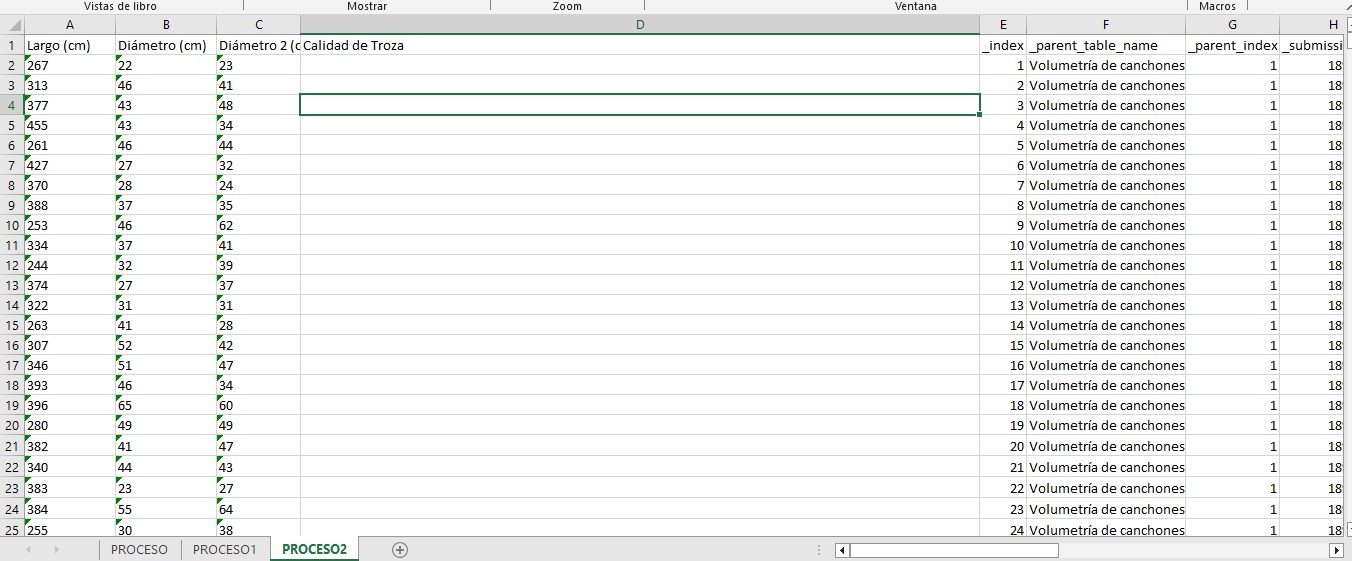 Vistas de libro Mostrar Zoom Ventana Macros
A B C D E F G H
1 Largo (cm) Diámetro (cm) Diámetro 2 (c Calidad de Troza _index _parent_table_name _parent_index _submissi
2 267 22 23 1 Volumetría de canchones 1 18
3 313 46 41 2 Volumetría de canchones 1 18
4 377 43 48 3 Volumetría de canchones 1 18
5 455 43 34 4 Volumetría de canchones 1 18
6 261 46 44 5 Volumetría de canchones 1 18
7 427 27 32 6 Volumetría de canchones 1 18
8 370 28 24 7 Volumetría de canchones 1 18
9 388 37 35 8 Volumetría de canchones 1 18
10 253 46 62 9 Volumetría de canchones 1 18
11 334 37 41 10 Volumetría de canchones 1 18
12 244 32 39 11 Volumetría de canchones 1 18
13 374 27 37 12 Volumetría de canchones 1 18
14 322 31 31 13 Volumetría de canchones 1 18
15 263 41 28 14 Volumetría de canchones 1 18
16 307 52 42 15 Volumetría de canchones 1 18
17 346 51 47 16 Volumetría de canchones 1 18
18 393 46 34 17 Volumetría de canchones 1 18
19 396 65 60 18 Volumetría de canchones 1 18
20 280 49 49 19 Volumetría de canchones 1 18
21 382 41 47 20 Volumetría de canchones 1 18
22 340 44 43 21 Volumetría de canchones 1 18
23 383 23 27 22 Volumetría de canchones 1 18
24 384 55 64 23 Volumetría de canchones 1 18
25 255 30 38 24 Volumetría de canchones 1 18
PROCESO PROCESO1 PROCESO2